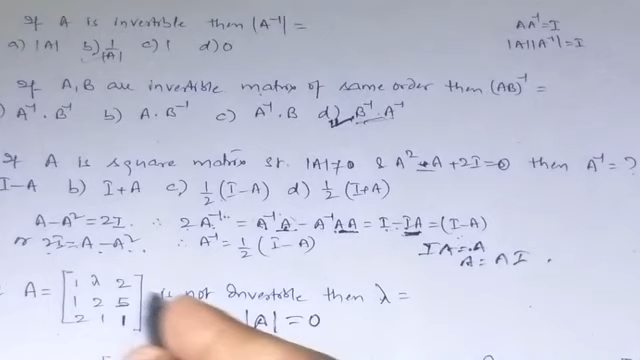 If A is invertible then |A⁻¹| =
AA⁻¹ = I
a) |A| b) 1/|A| c) 1 d) 0
|A||A⁻¹| = I
If A, B are invertible matrix of same order then (AB)⁻¹ =
A⁻¹.B⁻¹ b) A.B⁻¹ c) A⁻¹.B d) B⁻¹.A⁻¹
If A is square matrix st. |A|≠0 & A² - A + 2I = 0 then A⁻¹ = ?
I-A b) I+A c) 1/2 (I-A) d) 1/2 (I+A)
A-A² = 2I ∴ 2A⁻¹ = A⁻¹A - A⁻¹AA = I - IA = (I-A)
or 2I = A-A². ∴ A⁻¹ = 1/2 (I-A)
IA = A
A = AI.
A = [1 λ 2
1 2 5
2 1 1] is not invertible then λ =
|A| = 0